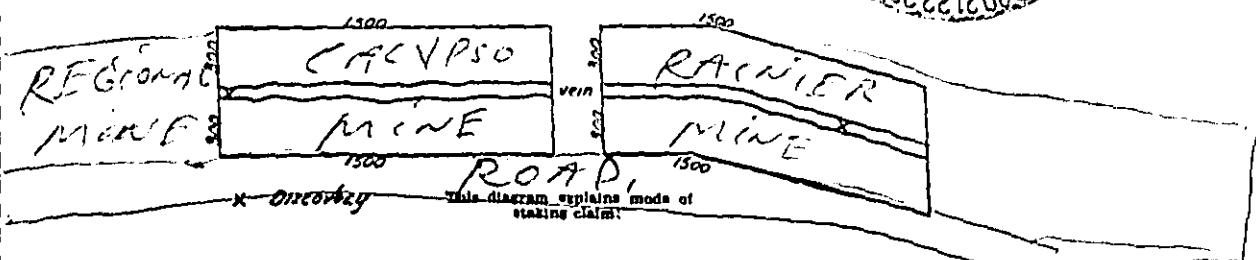 1500 1500
REGIONAL CALYPSO RAINIER
300 300
vein
MINE MINE MINE
300 300
1500 1500
ROAD,
x Discovery
This diagram explains mode of
staking claim.